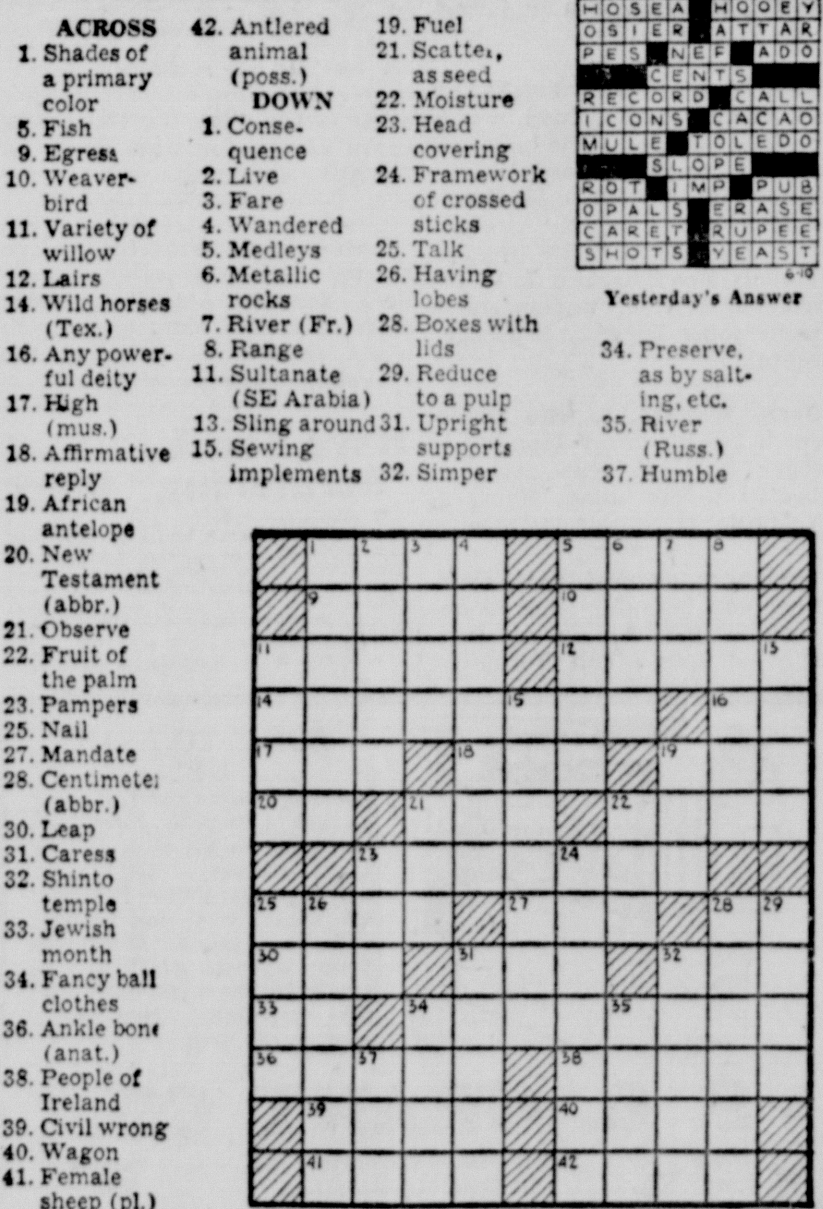 ACROSS
1. Shades of
a primary
color
5. Fish
9. Egress
10. Weaver-
bird
11. Variety of
willow
12. Lairs
14. Wild horses
(Tex.)
16. Any power-
ful deity
17. High
(mus.)
18. Affirmative
reply
19. African
antelope
20. New
Testament
(abbr.)
21. Observe
22. Fruit of
the palm
23. Pampers
25. Nail
27. Mandate
28. Centimeter
(abbr.)
30. Leap
31. Caress
32. Shinto
temple
33. Jewish
month
34. Fancy ball
clothes
36. Ankle bone
(anat.)
38. People of
Ireland
39. Civil wrong
40. Wagon
41. Female
sheep (pl.)
42. Antlered
animal
(poss.)
DOWN
1. Conse-
quence
2. Live
3. Fare
4. Wandered
5. Medleys
6. Metallic
rocks
7. River (Fr.)
8. Range
11. Sultanate
(SE Arabia)
13. Sling around
15. Sewing
implements
19. Fuel
21. Scatter,
as seed
22. Moisture
23. Head
covering
24. Framework
of crossed
sticks
25. Talk
26. Having
lobes
28. Boxes with
lids
29. Reduce
to a pulp
31. Upright
supports
32. Simper
HOSEA HOOEY
OSIER ATTAR
PES NEF ADO
CENTS
RECORD CALL
ICONS CACAO
MULE TOLEDO
SLOPE
ROT IMP PUB
OPALS ERASE
CARET RUPEE
SHOTS YEAST
6-10
Yesterday's Answer
34. Preserve,
as by salt-
ing, etc.
35. River
(Russ.)
37. Humble
1 2 3 4 5 6 7 8
9 10
11 12 13
14 15 16
17 18 19
20 21 22
23 24
25 26 27 28 29
30 31 32
33 34 35
36 37 38
39 40
41 42